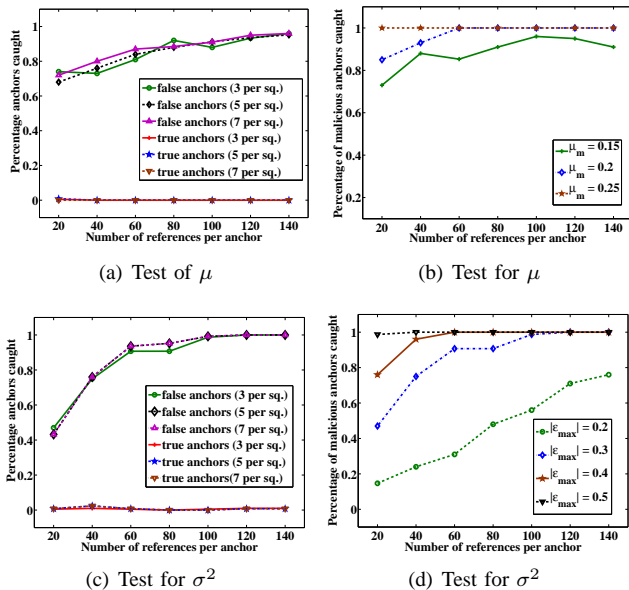 Percentage anchors caught
1
0.8
0.6
0.4
0.2
0
false anchors (3 per sq.)
false anchors (5 per sq.)
false anchors (7 per sq.)
true anchors (3 per sq.)
true anchors (5 per sq.)
true anchors (7 per sq.)
20 40 60 80 100 120 140
Number of references per anchor
(a) Test of μ
Percentage of malicious anchors caught
1
0.8
0.6
0.4
0.2
μ_m = 0.15
μ_m = 0.2
μ_m = 0.25
20 40 60 80 100 120 140
Number of references per anchor
(b) Test for μ
Percentage anchors caught
1
0.8
0.6
0.4
0.2
0
false anchors (3 per sq.)
false anchors (5 per sq.)
false anchors (7 per sq.)
true anchors (3 per sq.)
true anchors (5 per sq.)
true anchors(7 per sq.)
20 40 60 80 100 120 140
Number of references per anchor
(c) Test for σ²
Percentage of malicious anchors caught
1
0.8
0.6
0.4
0.2
0
|ε_max| = 0.2
|ε_max| = 0.3
|ε_max| = 0.4
|ε_max| = 0.5
20 40 60 80 100 120 140
Number of references per anchor
(d) Test for σ²